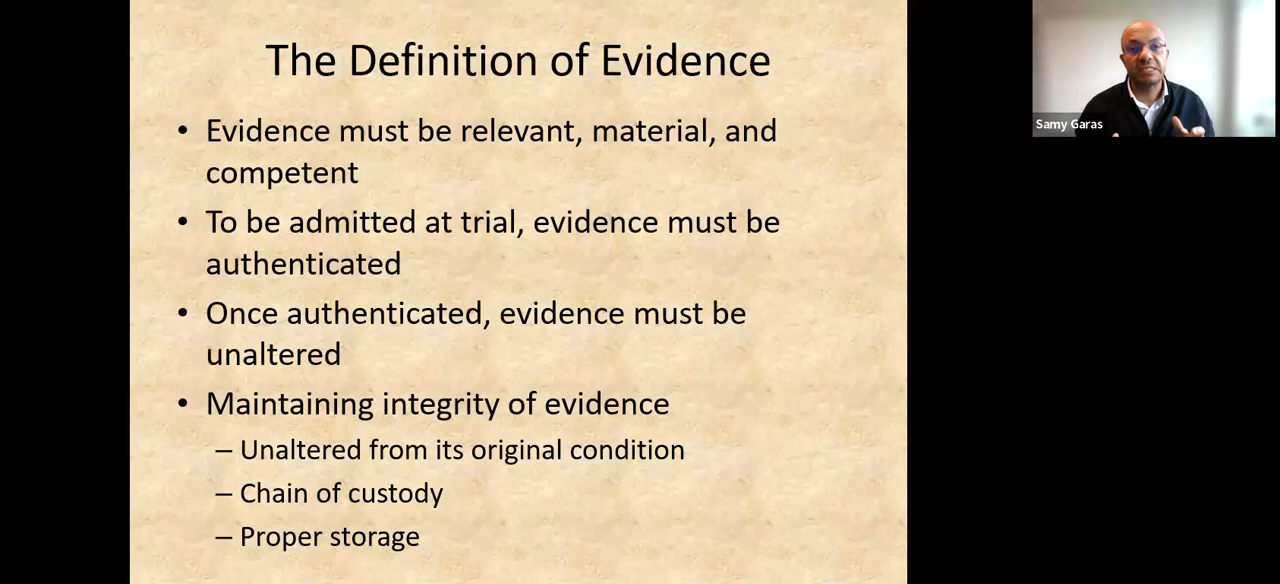 The Definition of Evidence
• Evidence must be relevant, material, and
competent
• To be admitted at trial, evidence must be
authenticated
• Once authenticated, evidence must be
unaltered
• Maintaining integrity of evidence
– Unaltered from its original condition
– Chain of custody
– Proper storage
Samy Garas